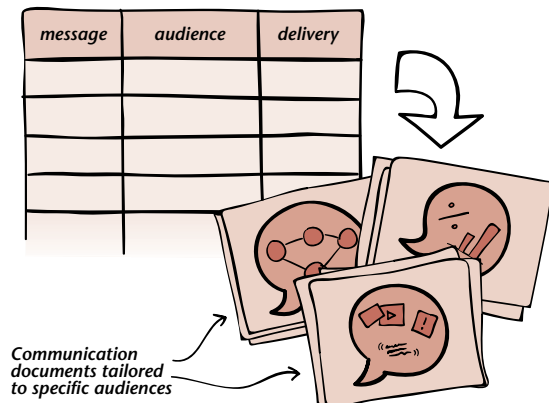 message audience delivery
Communication
documents tailored
to specific audiences